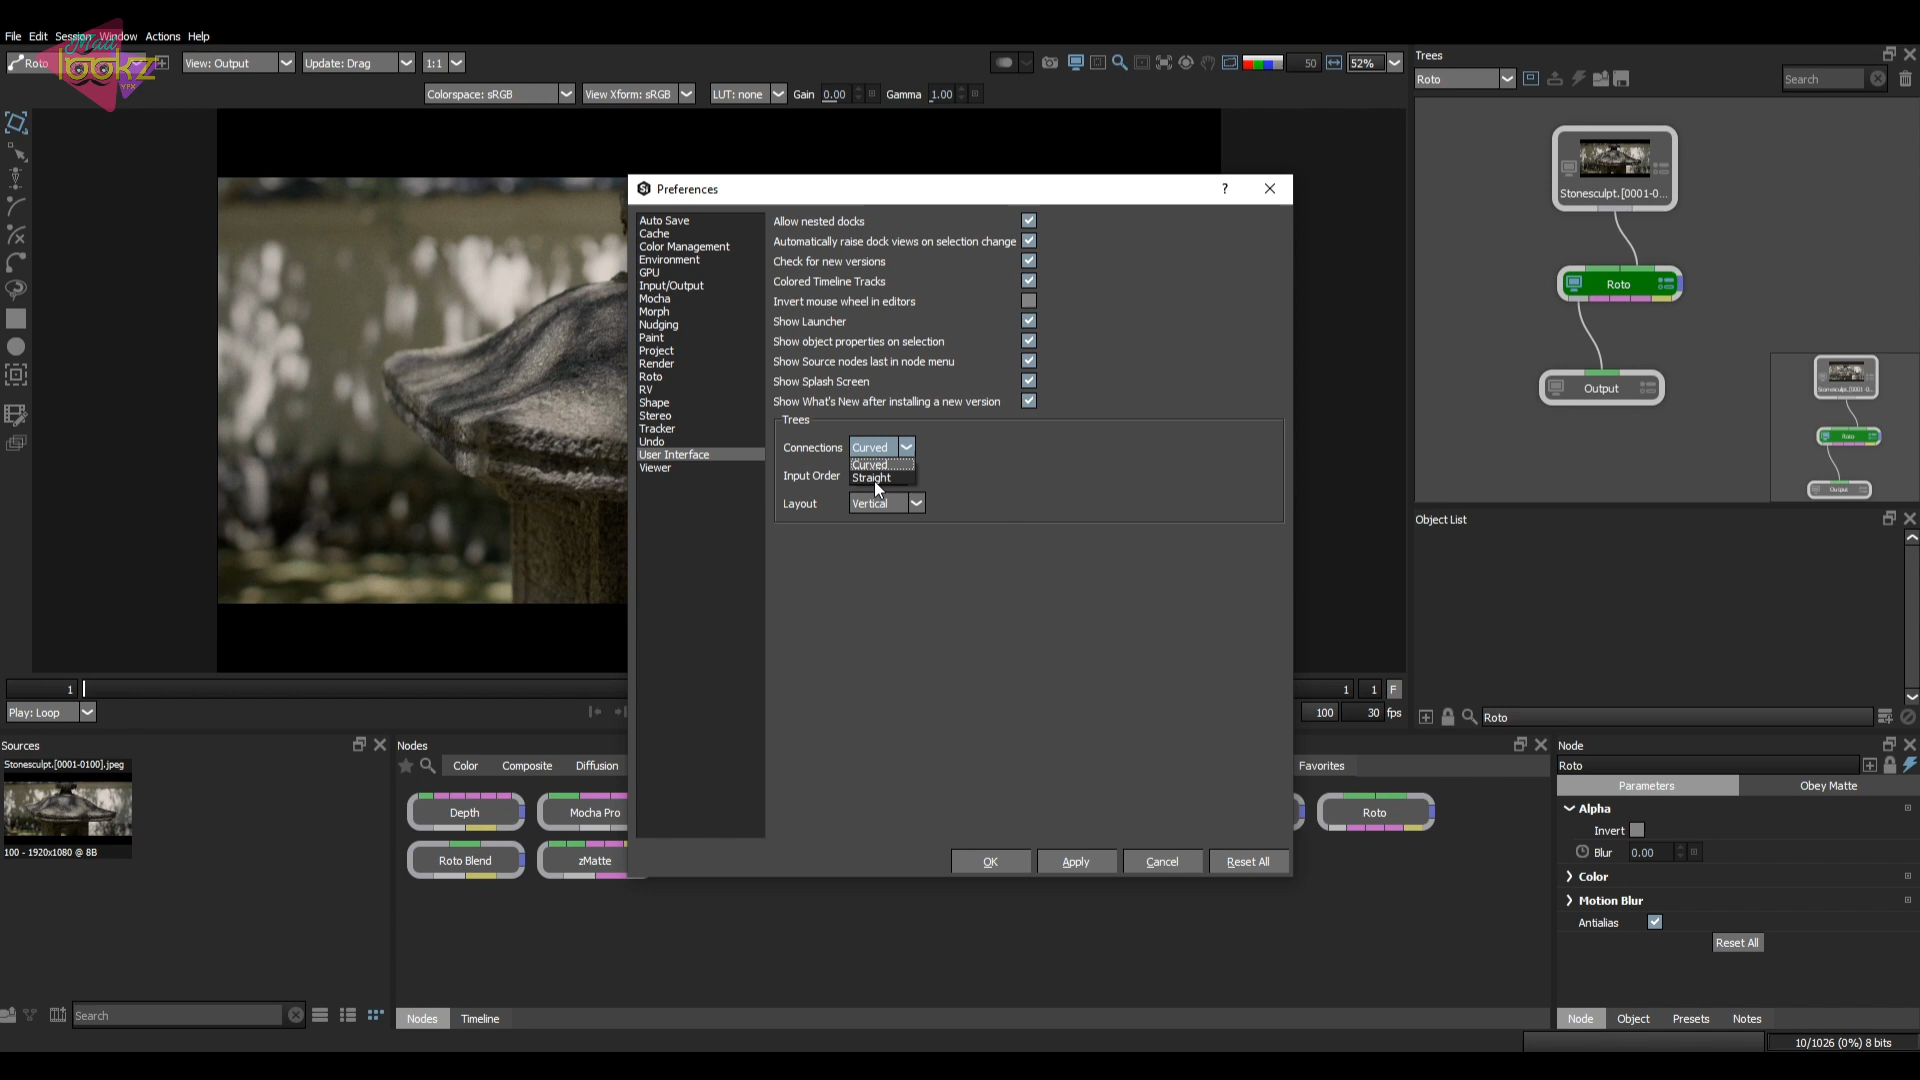 File Edit Session Window Actions Help
Mad
lookz
VFX
Roto
View: Output
Update: Drag
1:1
50
52%
Colorspace: sRGB
View Xform: sRGB
LUT: none
Gain 0.00
Gamma 1.00
Trees
Roto
Search
Stonesculpt.[0001-0...
Roto
Output
Roto
Output
Preferences
?
Auto Save
Cache
Color Management
Environment
GPU
Input/Output
Mocha
Morph
Nudging
Paint
Project
Render
Roto
RV
Shape
Stereo
Tracker
Undo
User Interface
Viewer
Allow nested docks
Automatically raise dock views on selection change
Check for new versions
Colored Timeline Tracks
Invert mouse wheel in editors
Show Launcher
Show object properties on selection
Show Source nodes last in node menu
Show Splash Screen
Show What's New after installing a new version
Trees
Connections Curved
Curved
Straight
Input Order
Layout Vertical
OK Apply Cancel Reset All
Object List
Roto
1
Play: Loop
1 1 F
100 30 fps
Sources
Stonesculpt.[0001-0100].jpeg
100 - 1920x1080 @ 8B
Search
Nodes
Color Composite Diffusion
Favorites
Depth
Mocha Pro
Roto
Roto Blend
zMatte
Nodes Timeline
Node
Roto
Parameters Obey Matte
Alpha
Invert
Blur 0.00
Color
Motion Blur
Antialias
Reset All
Node Object Presets Notes
10/1026 (0%) 8 bits